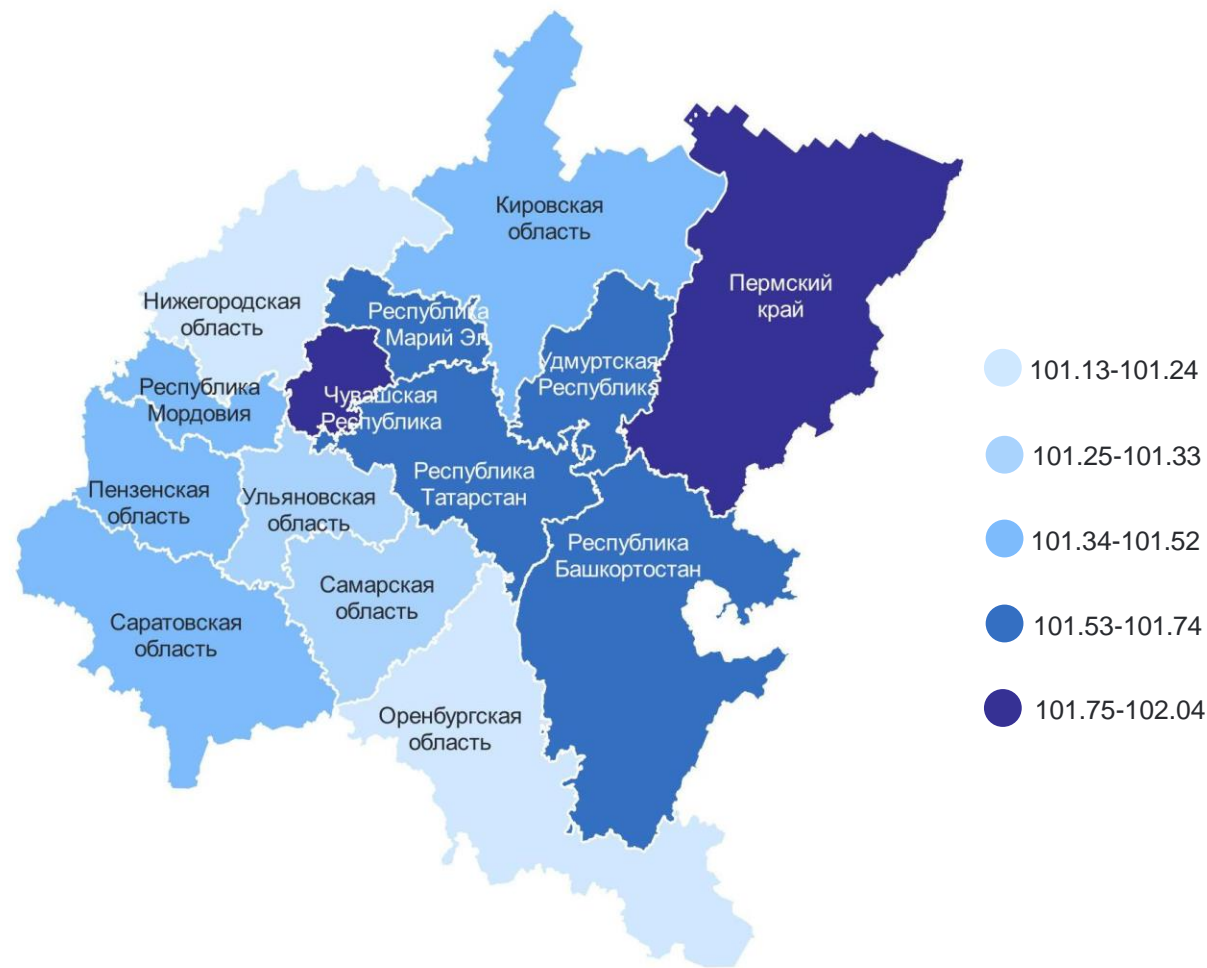 Кировская
область
Пермский
край
Нижегородская
область
Республика
Марий Эл
Удмуртская
Республика
Республика
Мордовия
Чувашская
Республика
Республика
Татарстан
Пензенская
область
Ульяновская
область
Республика
Башкортостан
Самарская
область
Саратовская
область
Оренбургская
область
101.13-101.24
101.25-101.33
101.34-101.52
101.53-101.74
101.75-102.04